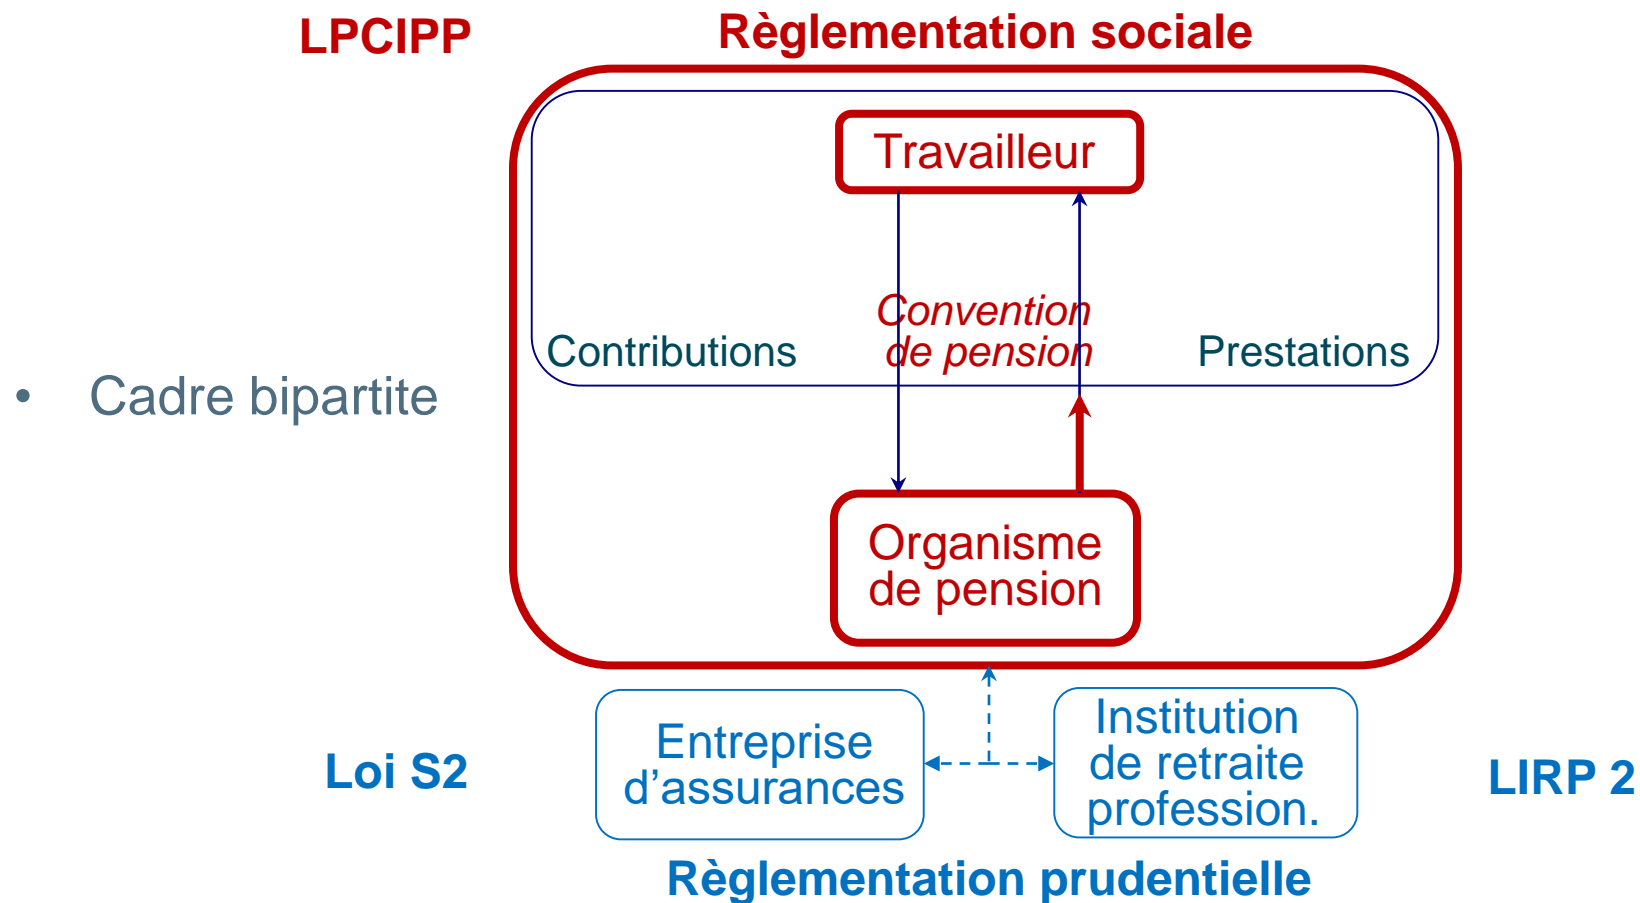 LPCIPP
Règlementation sociale
Travailleur
Convention
de pension
Contributions
Prestations
• Cadre bipartite
Organisme
de pension
Entreprise
d’assurances
Institution
de retraite
profession.
Loi S2
LIRP 2
Règlementation prudentielle